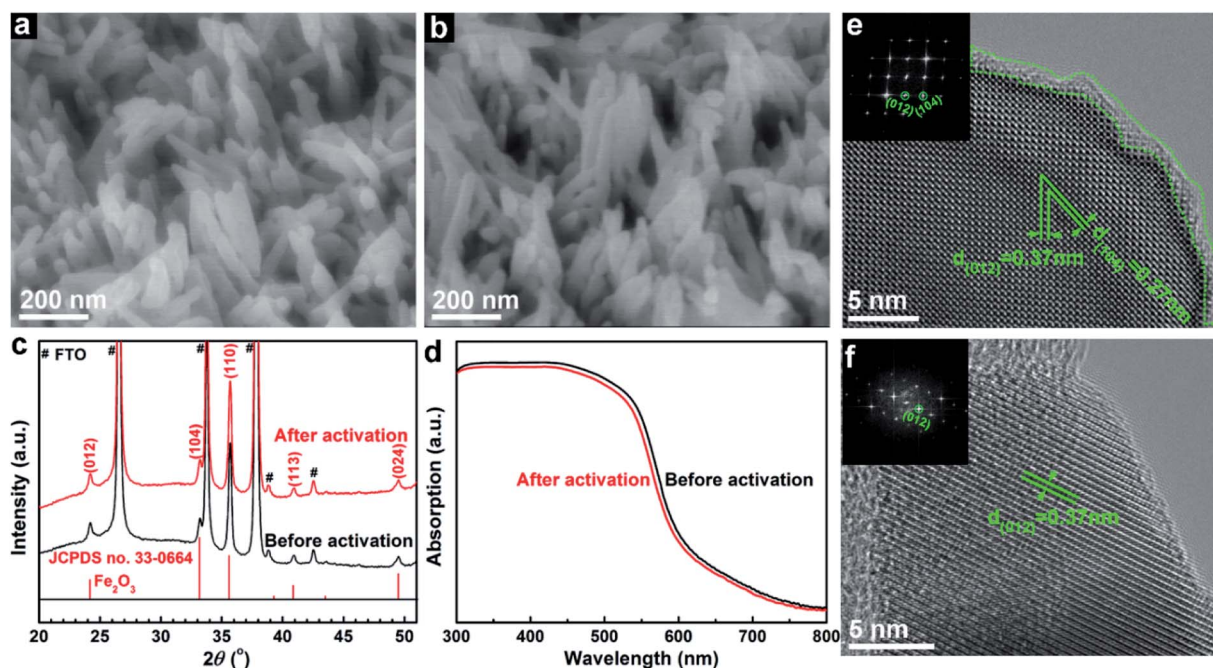 a
200 nm
b
200 nm
c
# FTO
#
#
#
(012)
(104)
(110)
After activation
#
(113)
#
(024)
Before activation
JCPDS no. 33-0664
Fe₂O₃
Intensity (a.u.)
20 25 30 35 40 45 50
2θ (°)
d
After activation
Before activation
Absorption (a.u.)
300 400 500 600 700 800
Wavelength (nm)
e
(012) (104)
d(012)=0.37nm
d(104)=0.27nm
5 nm
f
(012)
d(012)=0.37nm
5 nm